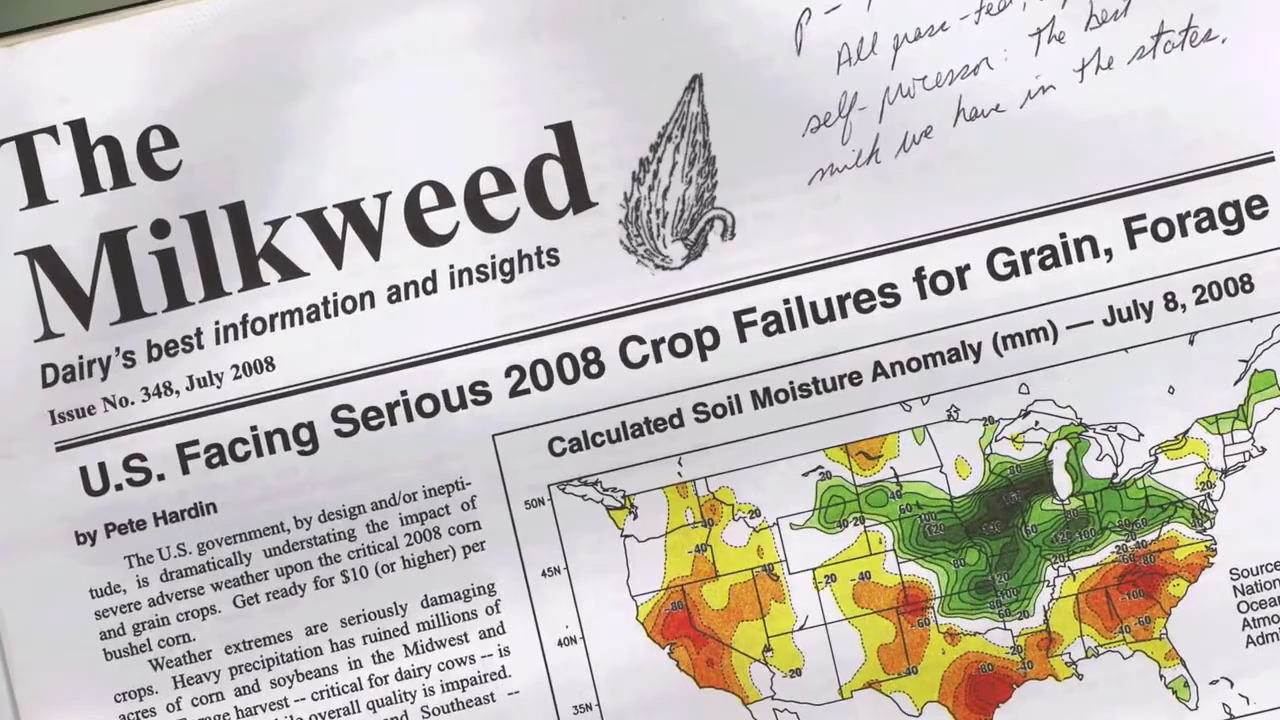 P -
All grass-fed,
self-processor: The best
milk we have in the states.
The
Milkweed
Dairy's best information and insights
Issue No. 348, July 2008
U.S. Facing Serious 2008 Crop Failures for Grain, Forage
by Pete Hardin
The U.S. government, by design and/or inepti-
tude, is dramatically understating the impact of
severe adverse weather upon the critical 2008 corn
and grain crops. Get ready for $10 (or higher) per
bushel corn.
Weather extremes are seriously damaging
crops. Heavy precipitation has ruined millions of
acres of corn and soybeans in the Midwest and
harvest -- critical for dairy cows -- is
overall quality is impaired.
Southeast --
Calculated Soil Moisture Anomaly (mm) — July 8, 2008
50N
45N
40N
35N
Source
Nation
Ocean
Atmo
Admi